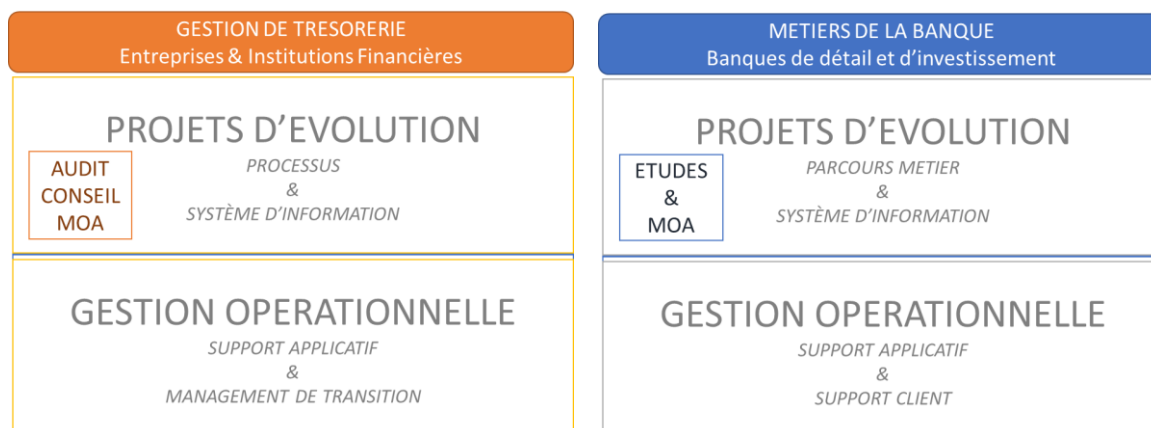 GESTION DE TRESORERIE
Entreprises & Institutions Financières
PROJETS D’EVOLUTION
AUDIT
CONSEIL
MOA
PROCESSUS
&
SYSTÈME D’INFORMATION
GESTION OPERATIONNELLE
SUPPORT APPLICATIF
&
MANAGEMENT DE TRANSITION
METIERS DE LA BANQUE
Banques de détail et d’investissement
PROJETS D’EVOLUTION
ETUDES
&
MOA
PARCOURS METIER
&
SYSTÈME D’INFORMATION
GESTION OPERATIONNELLE
SUPPORT APPLICATIF
&
SUPPORT CLIENT